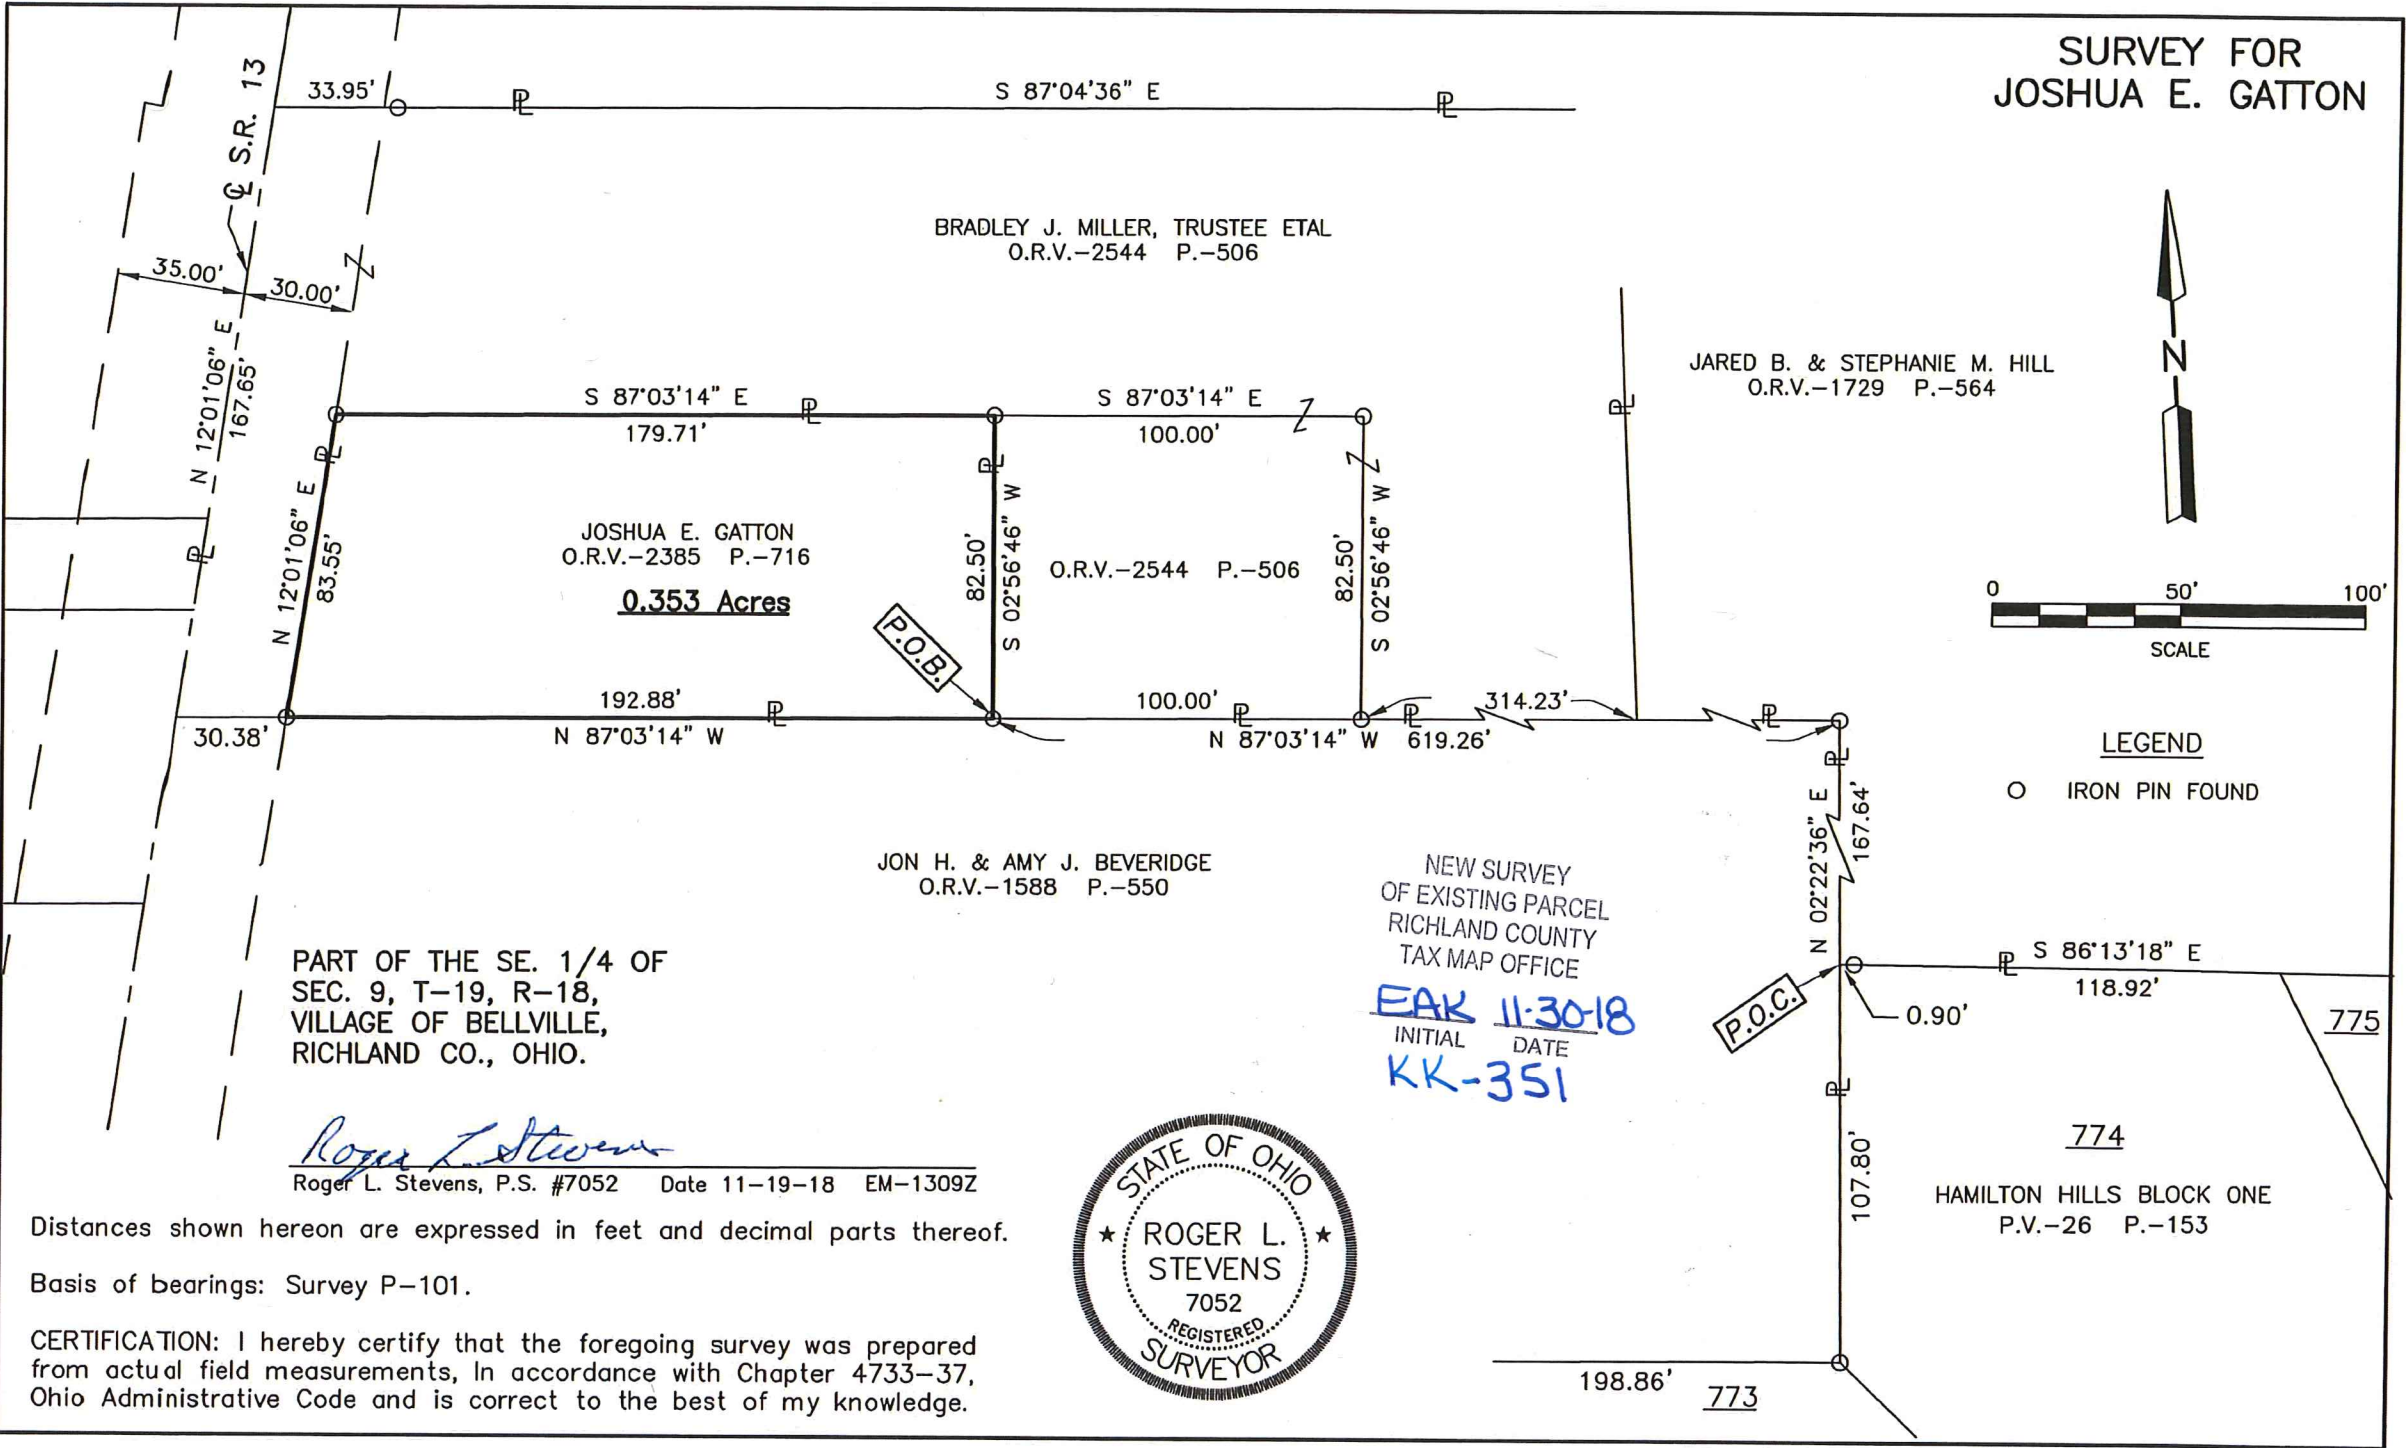 SURVEY FOR
JOSHUA E. GATTON
℄ S.R. 13
33.95'
℄
S 87°04'36" E
℄
BRADLEY J. MILLER, TRUSTEE ETAL
O.R.V.-2544 P.-506
35.00'
30.00'
N 12°01'06" E
167.65'
JARED B. & STEPHANIE M. HILL
O.R.V.-1729 P.-564
N
S 87°03'14" E
179.71'
S 87°03'14" E
100.00'
N 12°01'06" E
83.55'
JOSHUA E. GATTON
O.R.V.-2385 P.-716
0.353 Acres
82.50'
S 02°56'46" W
O.R.V.-2544 P.-506
82.50'
S 02°56'46" W
0 50' 100'
SCALE
P.O.B.
30.38'
192.88'
N 87°03'14" W
100.00'
314.23'
N 87°03'14" W 619.26'
LEGEND
IRON PIN FOUND
N 02°22'36" E
167.64'
JON H. & AMY J. BEVERIDGE
O.R.V.-1588 P.-550
NEW SURVEY
OF EXISTING PARCEL
RICHLAND COUNTY
TAX MAP OFFICE
EAK 11-30-18
INITIAL DATE
KK-351
S 86°13'18" E
118.92'
P.O.C.
0.90'
775
PART OF THE SE. 1/4 OF
SEC. 9, T-19, R-18,
VILLAGE OF BELLVILLE,
RICHLAND CO., OHIO.
774
107.80'
HAMILTON HILLS BLOCK ONE
P.V.-26 P.-153
Roger L. Stevens
Roger L. Stevens, P.S. #7052 Date 11-19-18 EM-1309Z
Distances shown hereon are expressed in feet and decimal parts thereof.
Basis of bearings: Survey P-101.
CERTIFICATION: I hereby certify that the foregoing survey was prepared
from actual field measurements, In accordance with Chapter 4733-37,
Ohio Administrative Code and is correct to the best of my knowledge.
STATE OF OHIO
★ ROGER L. ★
STEVENS
7052
REGISTERED
SURVEYOR
198.86'
773